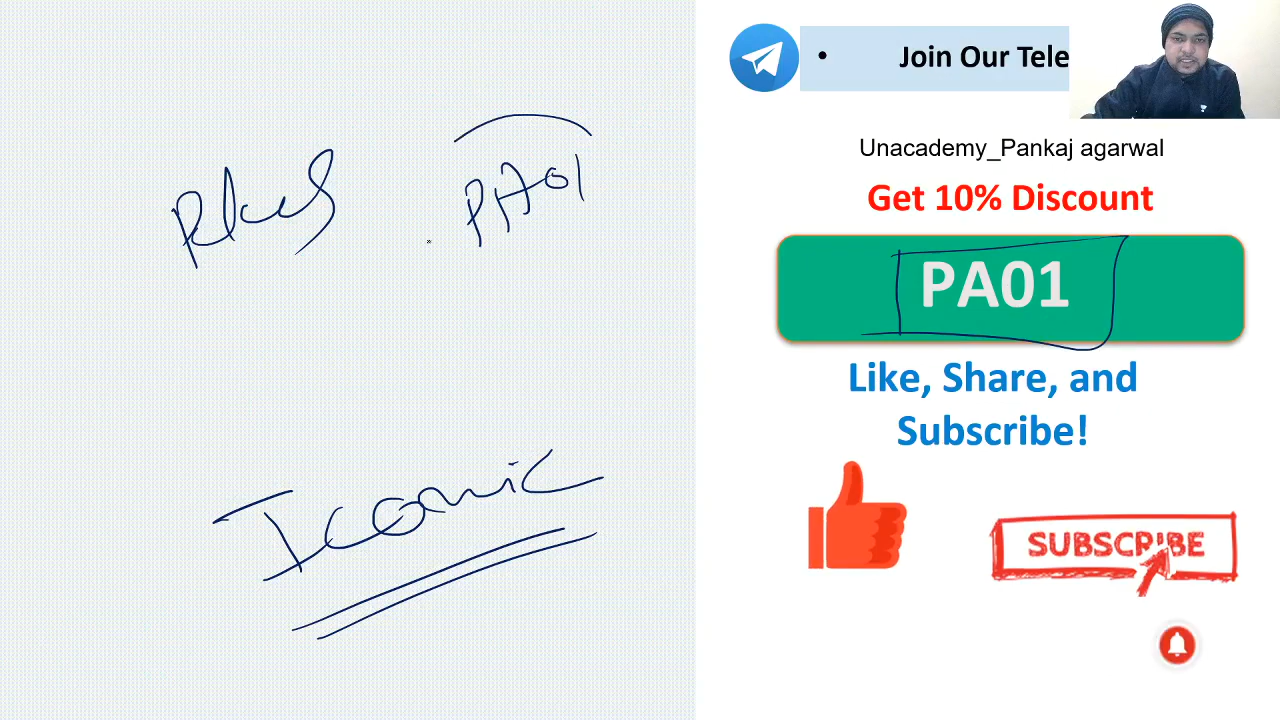 Plus
PA01
Iconic
• Join Our Tele
Unacademy_Pankaj agarwal
Get 10% Discount
PA01
Like, Share, and
Subscribe!
SUBSCRIBE